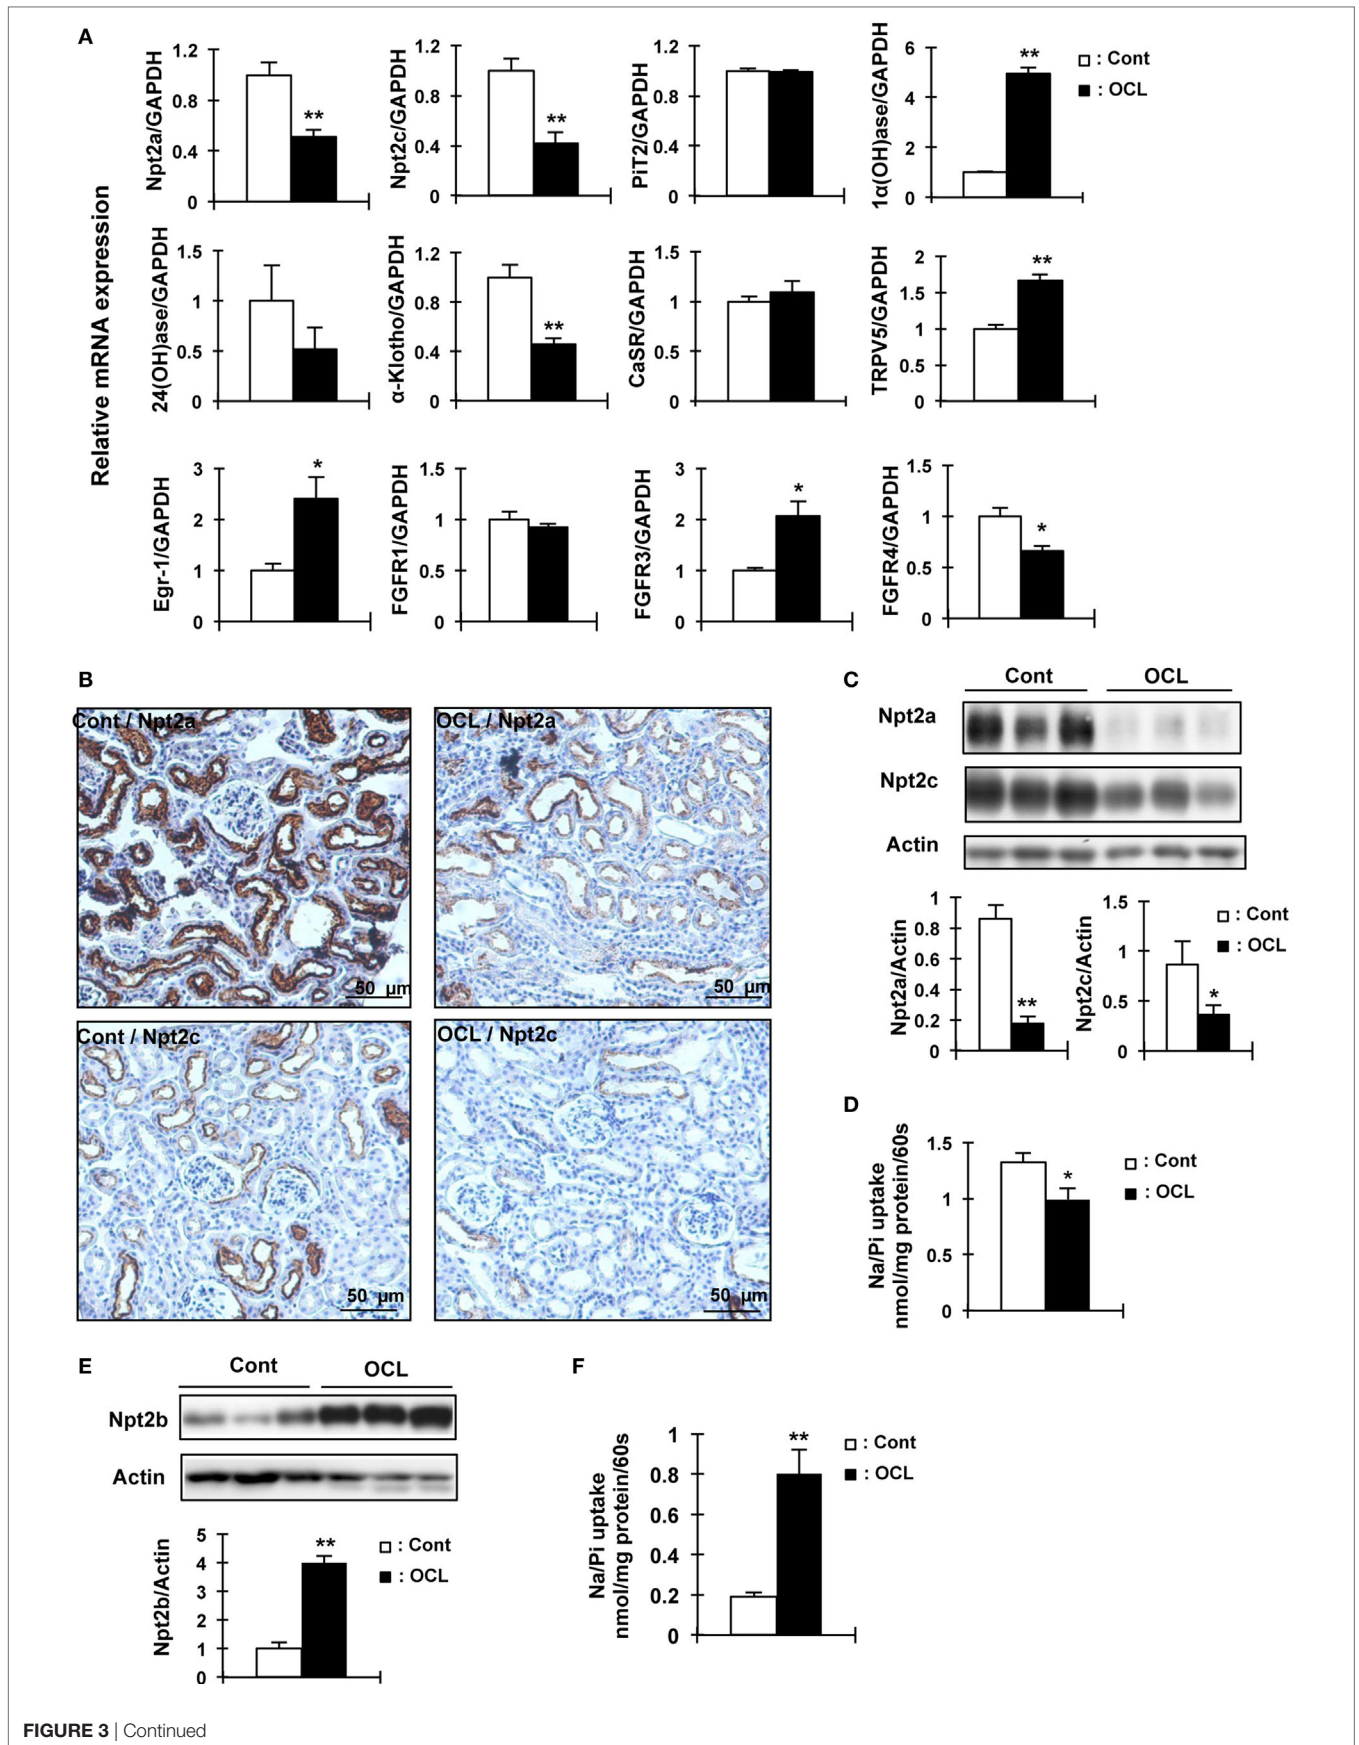 A
Relative mRNA expression
Npt2a/GAPDH
1.2
0.8
0.4
0
**
Npt2c/GAPDH
1.2
0.8
0.4
0
**
PiT2/GAPDH
1.2
0.8
0.4
0
1α(OH)ase/GAPDH
6
4
2
0
**
: Cont
: OCL
24(OH)ase/GAPDH
1.5
1
0.5
0
α-Klotho/GAPDH
1.2
0.8
0.4
0
**
CaSR/GAPDH
1.5
1
0.5
0
TRPV5/GAPDH
2
1.5
1
0.5
0
**
Egr-1/GAPDH
3
2
1
0
*
FGFR1/GAPDH
1.5
1
0.5
0
FGFR3/GAPDH
3
2
1
0
*
FGFR4/GAPDH
1.5
1
0.5
0
*
B
Cont / Npt2a
50 µm
OCL / Npt2a
50 µm
Cont / Npt2c
50 µm
OCL / Npt2c
50 µm
C
Cont OCL
Npt2a
Npt2c
Actin
Npt2a/Actin
1
0.8
0.6
0.4
0.2
0
**
Npt2c/Actin
1.5
1
0.5
0
*
: Cont
: OCL
D
Na/Pi uptake
nmol/mg protein/60s
1.5
1
0.5
0
*
: Cont
: OCL
E
Cont OCL
Npt2b
Actin
Npt2b/Actin
5
4
3
2
1
0
**
: Cont
: OCL
F
Na/Pi uptake
nmol/mg protein/60s
1
0.8
0.6
0.4
0.2
0
**
: Cont
: OCL
FIGURE 3 | Continued